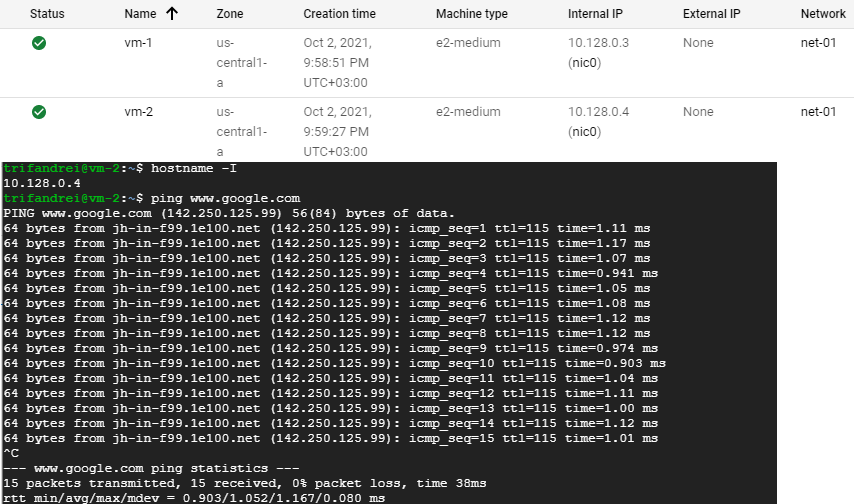 Status Name Zone Creation time Machine type Internal IP External IP Network
vm-1 us- Oct 2, 2021, e2-medium 10.128.0.3 None net-01
central1- 9:58:51 PM (nic0)
a UTC+03:00
vm-2 us- Oct 2, 2021, e2-medium 10.128.0.4 None net-01
central1- 9:59:27 PM (nic0)
a UTC+03:00
trifandrei@vm-2:~$ hostname -I
10.128.0.4
trifandrei@vm-2:~$ ping www.google.com
PING www.google.com (142.250.125.99) 56(84) bytes of data.
64 bytes from jh-in-f99.1e100.net (142.250.125.99): icmp_seq=1 ttl=115 time=1.11 ms
64 bytes from jh-in-f99.1e100.net (142.250.125.99): icmp_seq=2 ttl=115 time=1.17 ms
64 bytes from jh-in-f99.1e100.net (142.250.125.99): icmp_seq=3 ttl=115 time=1.07 ms
64 bytes from jh-in-f99.1e100.net (142.250.125.99): icmp_seq=4 ttl=115 time=0.941 ms
64 bytes from jh-in-f99.1e100.net (142.250.125.99): icmp_seq=5 ttl=115 time=1.05 ms
64 bytes from jh-in-f99.1e100.net (142.250.125.99): icmp_seq=6 ttl=115 time=1.08 ms
64 bytes from jh-in-f99.1e100.net (142.250.125.99): icmp_seq=7 ttl=115 time=1.12 ms
64 bytes from jh-in-f99.1e100.net (142.250.125.99): icmp_seq=8 ttl=115 time=1.12 ms
64 bytes from jh-in-f99.1e100.net (142.250.125.99): icmp_seq=9 ttl=115 time=0.974 ms
64 bytes from jh-in-f99.1e100.net (142.250.125.99): icmp_seq=10 ttl=115 time=0.903 ms
64 bytes from jh-in-f99.1e100.net (142.250.125.99): icmp_seq=11 ttl=115 time=1.04 ms
64 bytes from jh-in-f99.1e100.net (142.250.125.99): icmp_seq=12 ttl=115 time=1.11 ms
64 bytes from jh-in-f99.1e100.net (142.250.125.99): icmp_seq=13 ttl=115 time=1.00 ms
64 bytes from jh-in-f99.1e100.net (142.250.125.99): icmp_seq=14 ttl=115 time=1.12 ms
64 bytes from jh-in-f99.1e100.net (142.250.125.99): icmp_seq=15 ttl=115 time=1.01 ms
^C
--- www.google.com ping statistics ---
15 packets transmitted, 15 received, 0% packet loss, time 38ms
rtt min/avg/max/mdev = 0.903/1.052/1.167/0.080 ms